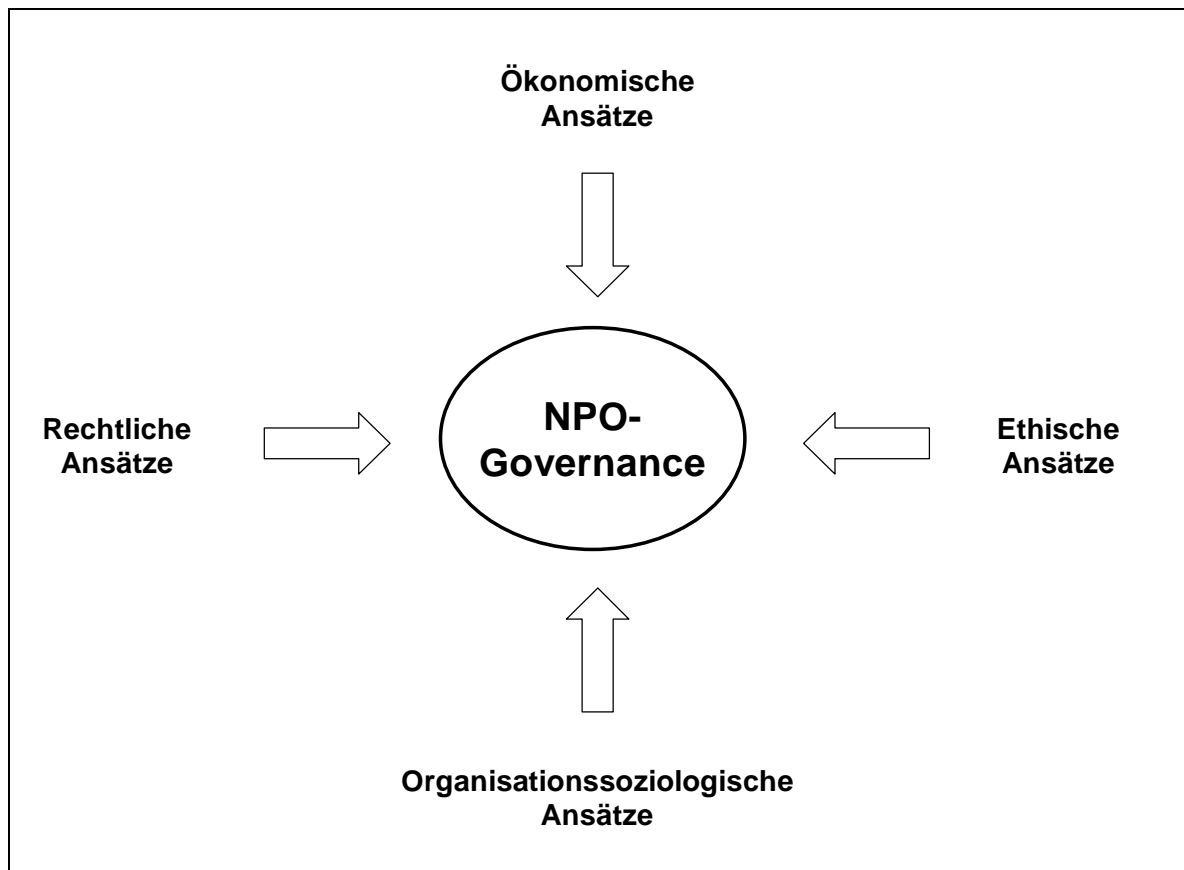 Ökonomische
Ansätze
Rechtliche
Ansätze
NPO-
Governance
Ethische
Ansätze
Organisationssoziologische
Ansätze